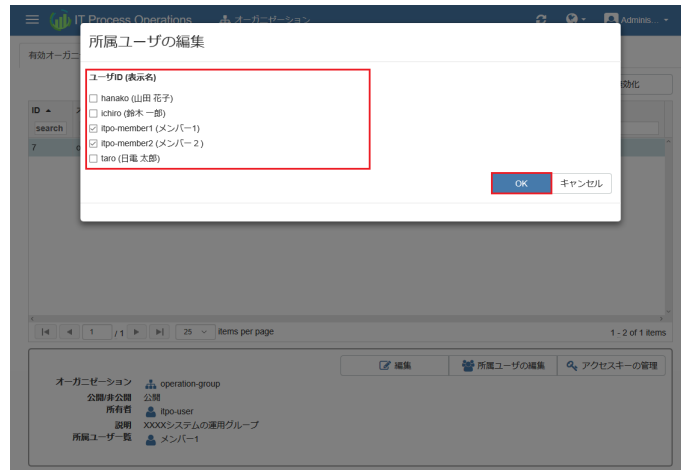 IT Process Operations オーガニゼーション Adminis...
所属ユーザの編集
有効オーガニ
ユーザID (表示名)
効化
hanako (山田 花子)
ichiro (鈴木 一郎)
itpo-member1 (メンバー1)
itpo-member2 (メンバー２)
taro (日電 太郎)
ID
search
7
OK キャンセル
1 / 1 25 items per page 1 - 2 of 1 items
編集 所属ユーザの編集 アクセスキーの管理
オーガニゼーション operation-group
公開/非公開 公開
所有者 itpo-user
説明 XXXXシステムの運用グループ
所属ユーザ一覧 メンバー1